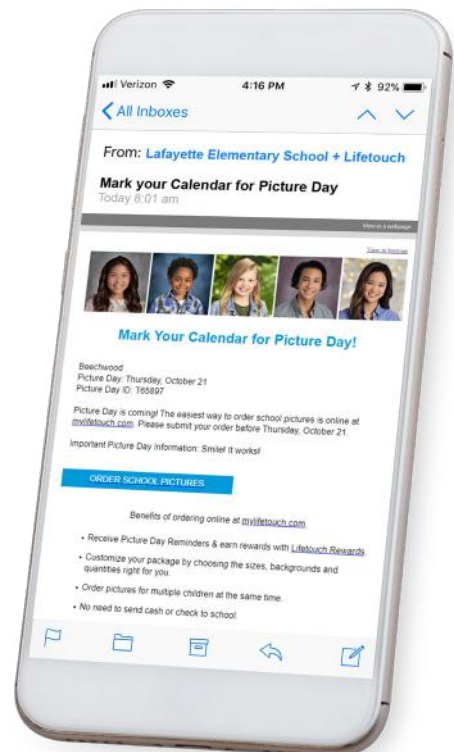 Verizon 4:16 PM 92%
All Inboxes
From: Lafayette Elementary School + Lifetouch
Mark your Calendar for Picture Day
Today 8:01 am
View as a webpage
Mark Your Calendar for Picture Day!
Beechwood
Picture Day: Thursday, October 21
Picture Day ID: T65897
Picture Day is coming! The easiest way to order school pictures is online at
mylifetouch.com. Please submit your order before Thursday, October 21.
Important Picture Day Information: Smile! It works!
ORDER SCHOOL PICTURES
Benefits of ordering online at mylifetouch.com
• Receive Picture Day Reminders & earn rewards with Lifetouch Rewards.
• Customize your package by choosing the sizes, backgrounds and
quantities right for you.
• Order pictures for multiple children at the same time.
• No need to send cash or check to school.